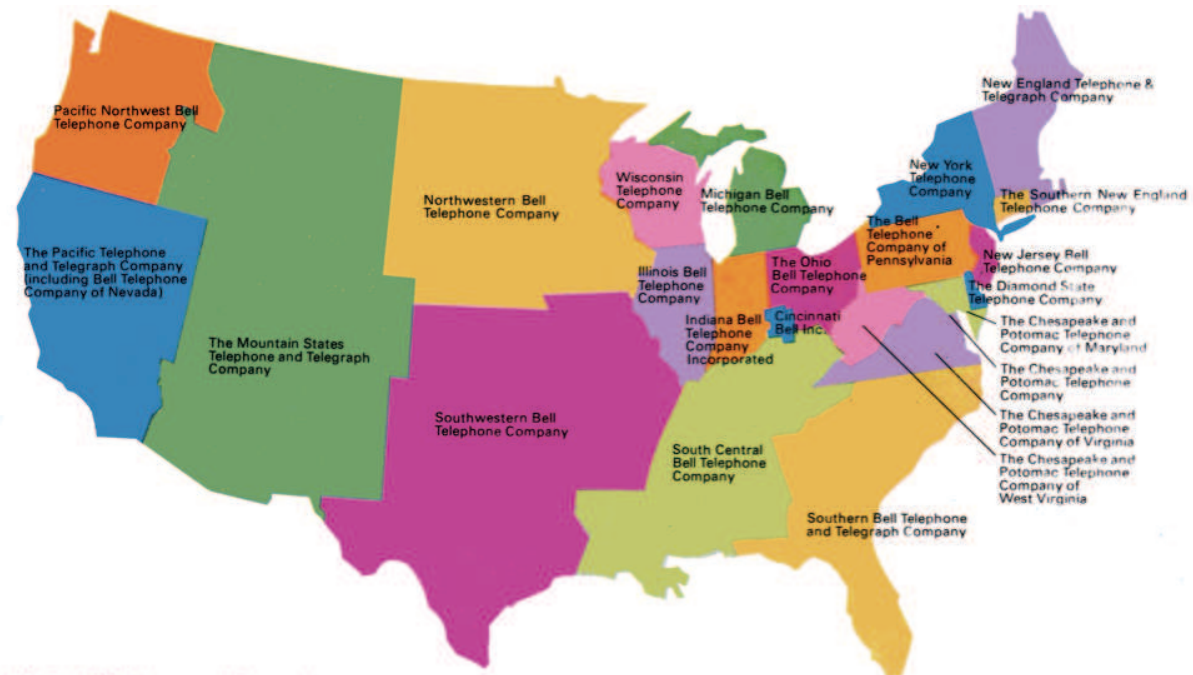 Pacific Northwest Bell
Telephone Company
The Pacific Telephone
and Telegraph Company
(including Bell Telephone
Company of Nevada)
The Mountain States
Telephone and Telegraph
Company
Northwestern Bell
Telephone Company
Southwestern Bell
Telephone Company
Wisconsin
Telephone
Company
Michigan Bell
Telephone Company
Illinois Bell
Telephone
Company
Indiana Bell
Telephone
Company
Incorporated
The Ohio
Bell Telephone
Company
Cincinnati
Bell Inc.
South Central
Bell Telephone
Company
Southern Bell Telephone
and Telegraph Company
New England Telephone &
Telegraph Company
New York
Telephone
Company
The Southern New England
Telephone Company
The Bell
Telephone
Company of
Pennsylvania
New Jersey Bell
Telephone Company
The Diamond State
Telephone Company
The Chesapeake and
Potomac Telephone
Company of Maryland
The Chesapeake and
Potomac Telephone
Company
The Chesapeake and
Potomac Telephone
Company of Virginia
The Chesapeake and
Potomac Telephone
Company of
West Virginia